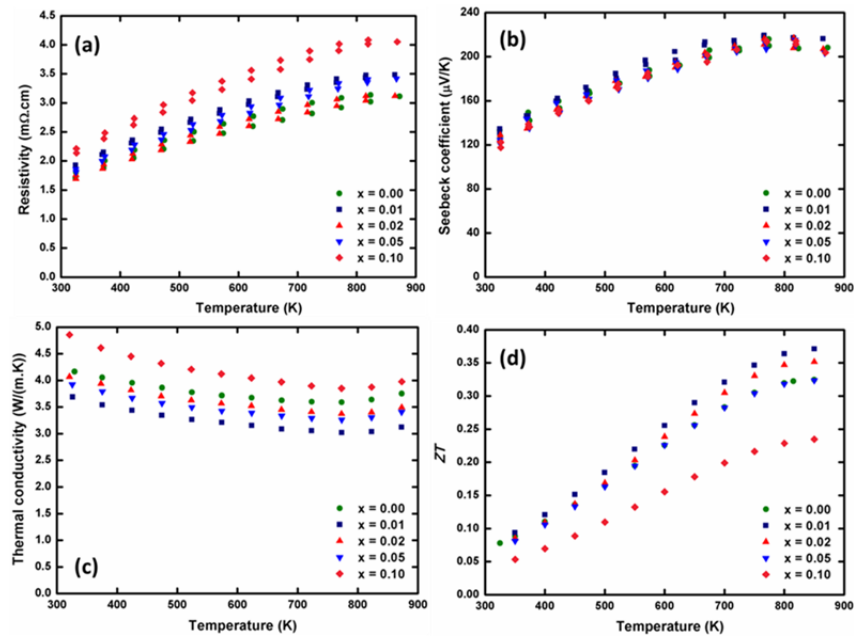 (a)
Resistivity (mΩ.cm)
4.5
4.0
3.5
3.0
2.5
2.0
1.5
1.0
0.5
0.0
300 400 500 600 700 800 900
Temperature (K)
x = 0.00
x = 0.01
x = 0.02
x = 0.05
x = 0.10
(b)
Seebeck coefficient (μV/K)
240
200
160
120
80
40
0
300 400 500 600 700 800 900
Temperature (K)
x = 0.00
x = 0.01
x = 0.02
x = 0.05
x = 0.10
(c)
Thermal conductivity (W/(m.K))
5.0
4.5
4.0
3.5
3.0
2.5
2.0
1.5
1.0
0.5
0.0
300 400 500 600 700 800 900
Temperature (K)
x = 0.00
x = 0.01
x = 0.02
x = 0.05
x = 0.10
(d)
ZT
0.40
0.35
0.30
0.25
0.20
0.15
0.10
0.05
0.00
300 400 500 600 700 800 900
Temperature (K)
x = 0.00
x = 0.01
x = 0.02
x = 0.05
x = 0.10